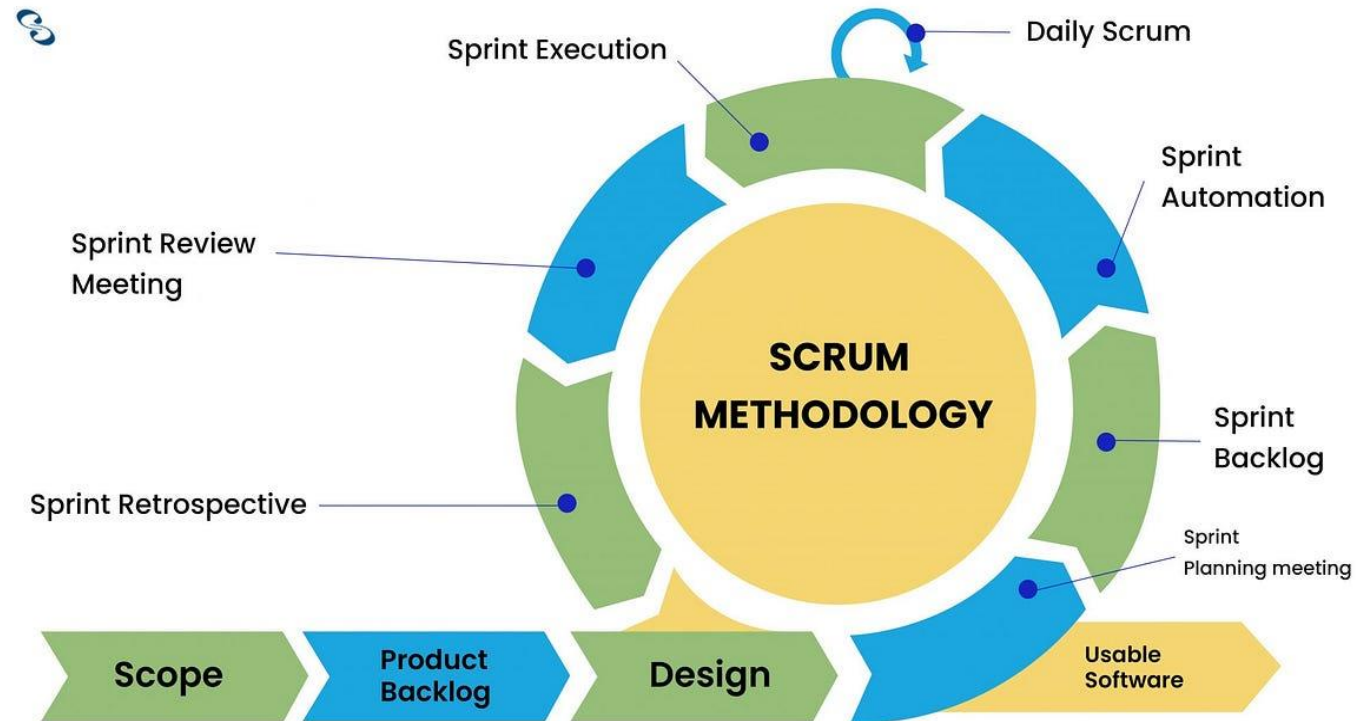 Daily Scrum
Sprint Execution
Sprint
Automation
Sprint Review
Meeting
SCRUM
METHODOLOGY
Sprint
Backlog
Sprint Retrospective
Sprint
Planning meeting
Scope
Product
Backlog
Design
Usable
Software